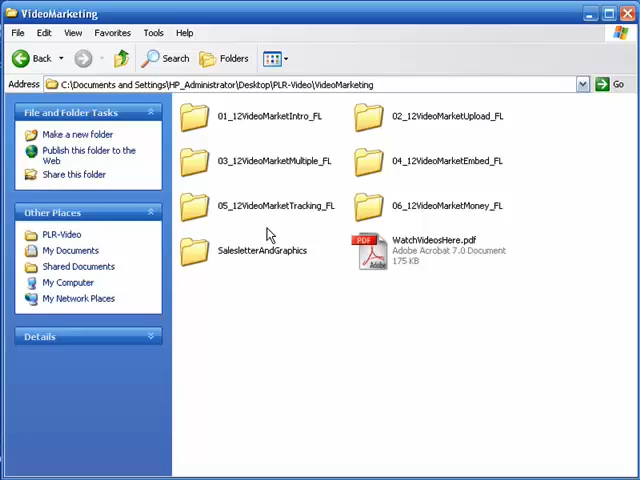 VideoMarketing
File Edit View Favorites Tools Help
Back Search Folders
Address C:\Documents and Settings\HP_Administrator\Desktop\PLR-Video\VideoMarketing Go
File and Folder Tasks
Make a new folder
Publish this folder to the
Web
Share this folder
Other Places
PLR-Video
My Documents
Shared Documents
My Computer
My Network Places
Details
01_12VideoMarketIntro_FL
02_12VideoMarketUpload_FL
03_12VideoMarketMultiple_FL
04_12VideoMarketEmbed_FL
05_12VideoMarketTracking_FL
06_12VideoMarketMoney_FL
SalesletterAndGraphics
PDF
Adobe
WatchVideosHere.pdf
Adobe Acrobat 7.0 Document
175 KB